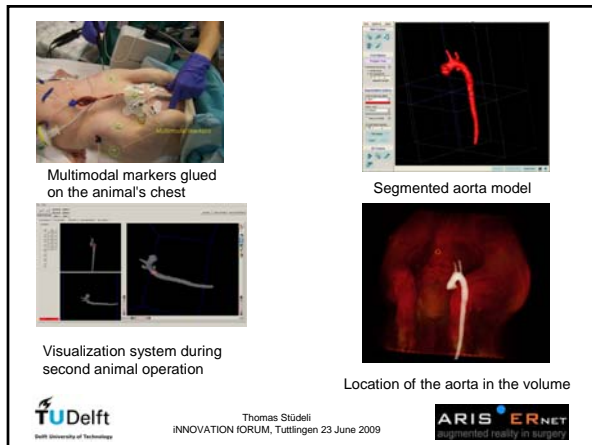 Multimodal markers
Multimodal markers glued
on the animal's chest
Segmented aorta model
Visualization system during
second animal operation
Location of the aorta in the volume
TUDelft
Delft University of Technology
Thomas Stüdeli
iNNOVATION fORUM, Tuttlingen 23 June 2009
ARIS ER NET
augmented reality in surgery